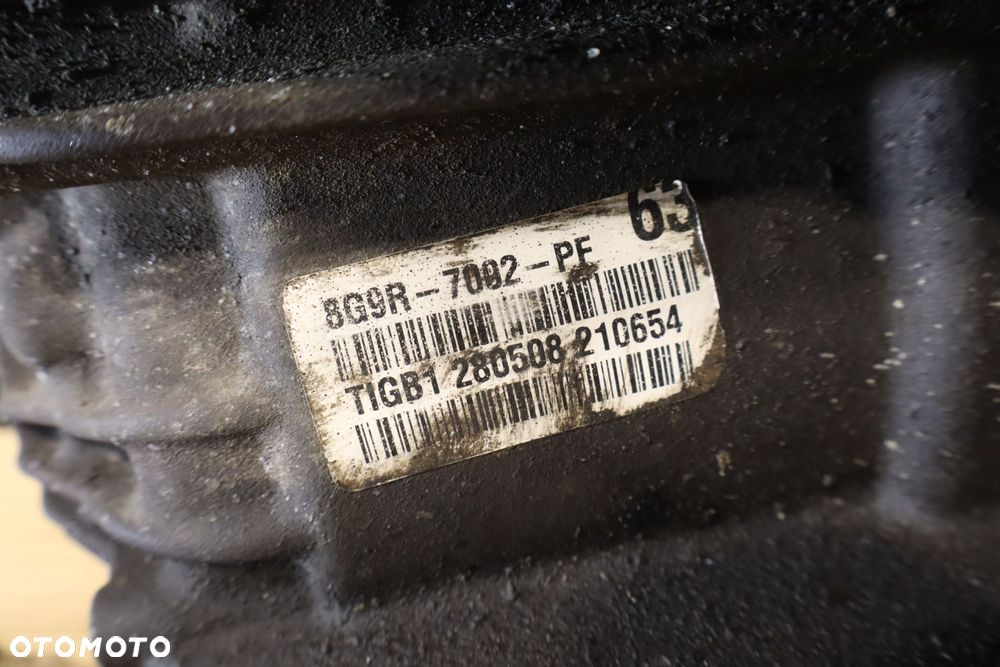 63
8G9R-7002-PF
TIGB1 280508 210654
OTOMOTO